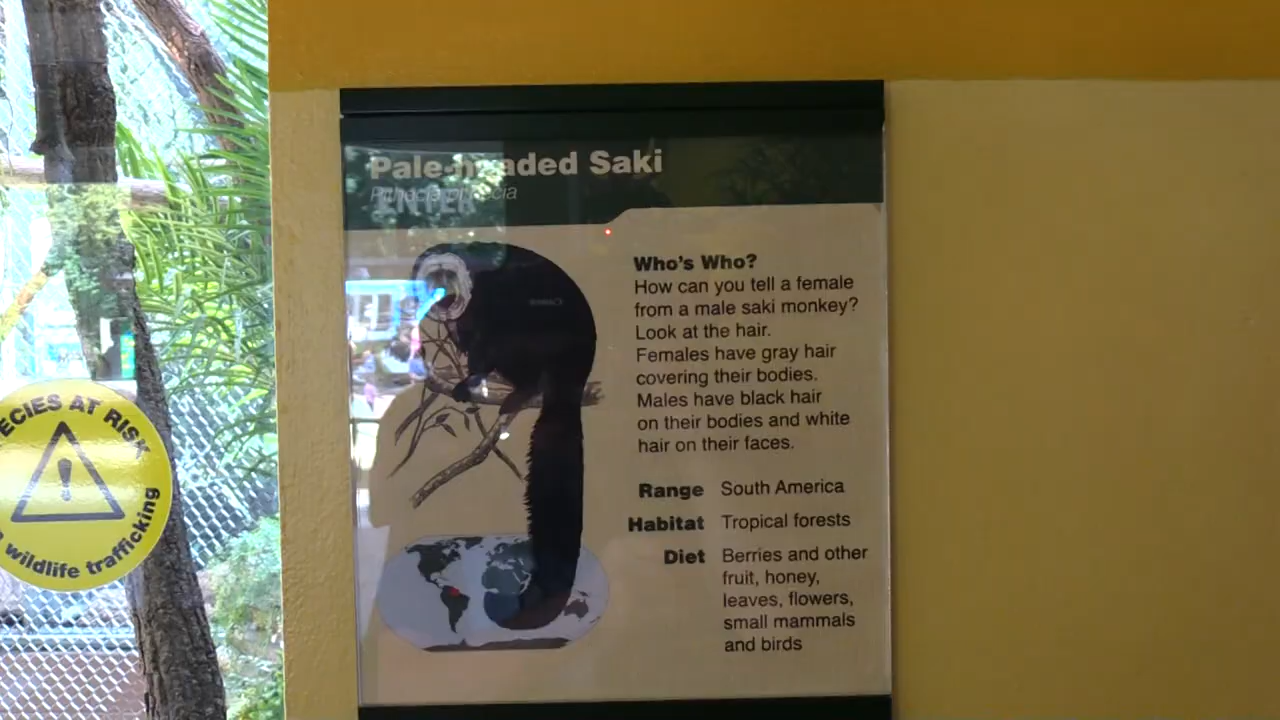 Pale-headed Saki
Pithecia pithecia
ENTER
Who's Who?
How can you tell a female
from a male saki monkey?
Look at the hair.
Females have gray hair
covering their bodies.
Males have black hair
on their bodies and white
hair on their faces.
Range South America
Habitat Tropical forests
Diet Berries and other
fruit, honey,
leaves, flowers,
small mammals
and birds
AT RISK
wildlife trafficking